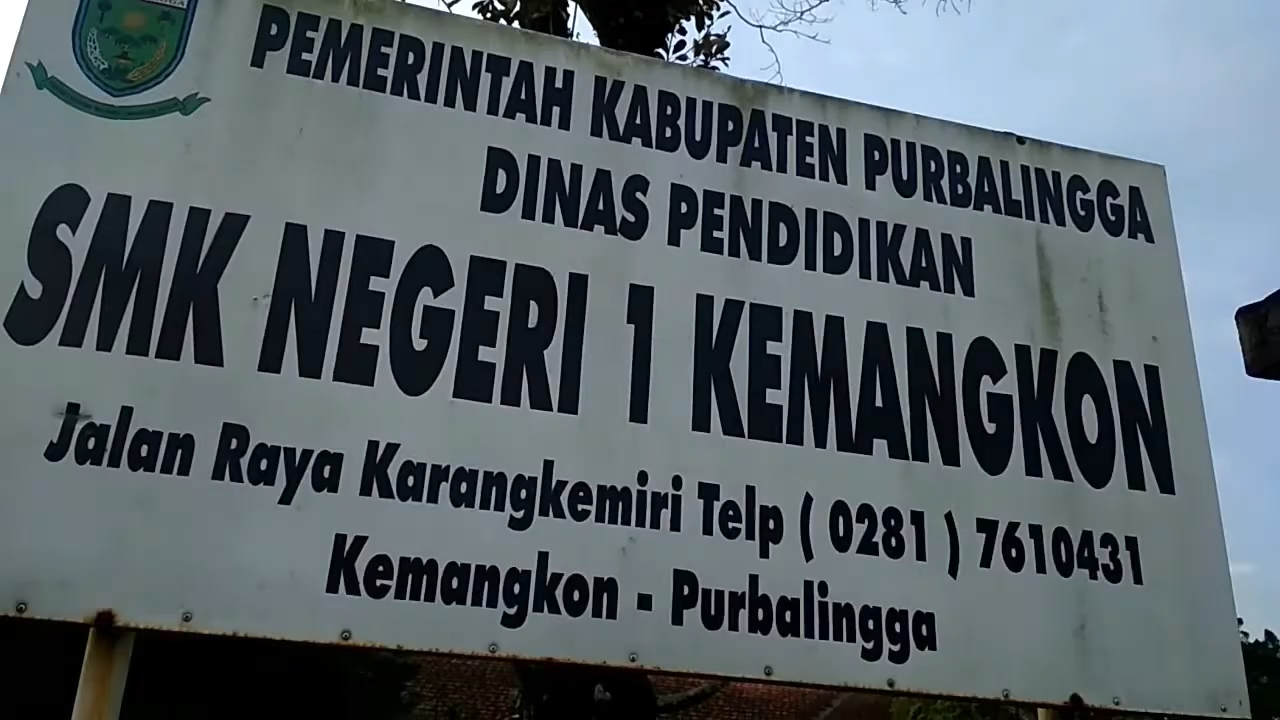 PEMERINTAH KABUPATEN PURBALINGGA
DINAS PENDIDIKAN
SMK NEGERI 1 KEMANGKON
Jalan Raya Karangkemiri Telp ( 0281 ) 7610431
Kemangkon - Purbalingga